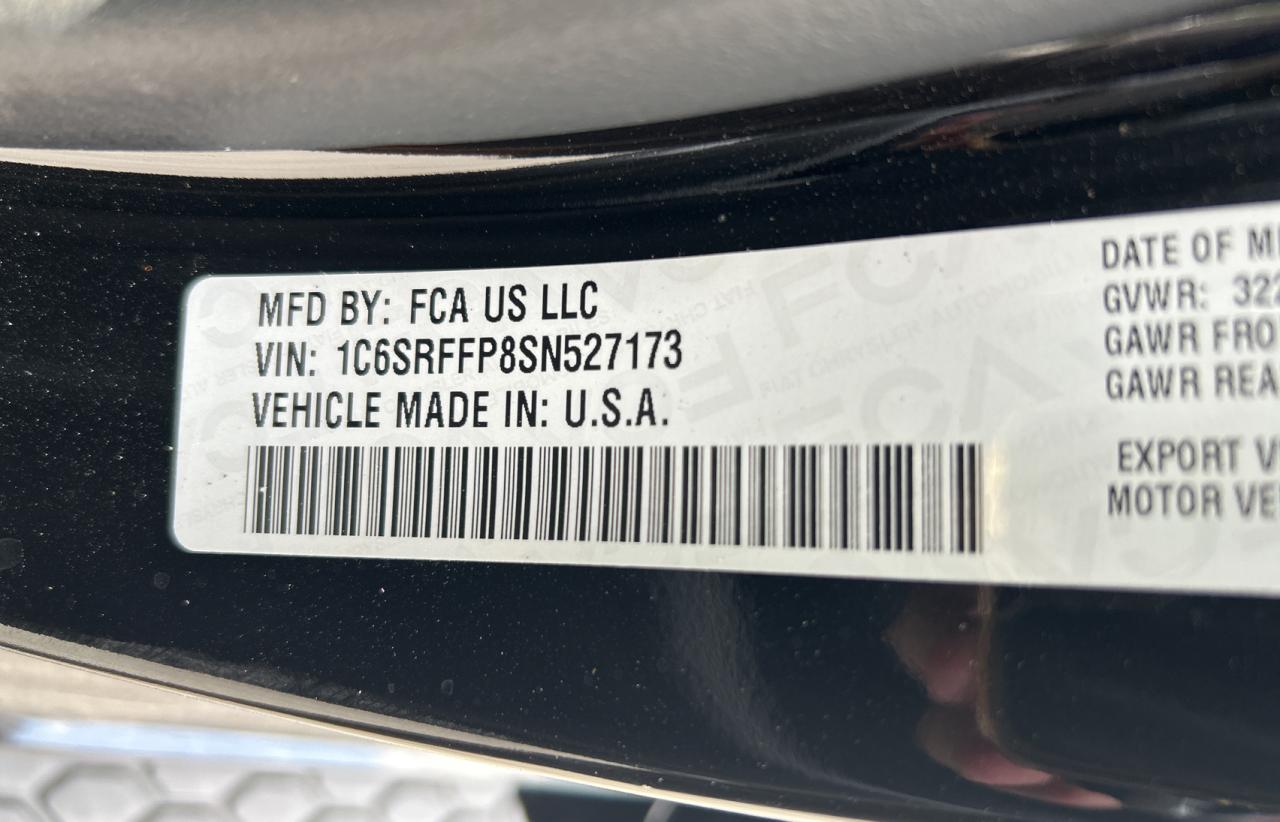 MFD BY: FCA US LLC
VIN: 1C6SRFFP8SN527173
VEHICLE MADE IN: U.S.A.
DATE OF
GVWR:
GAWR
GAWR
EXPORT
MOTOR